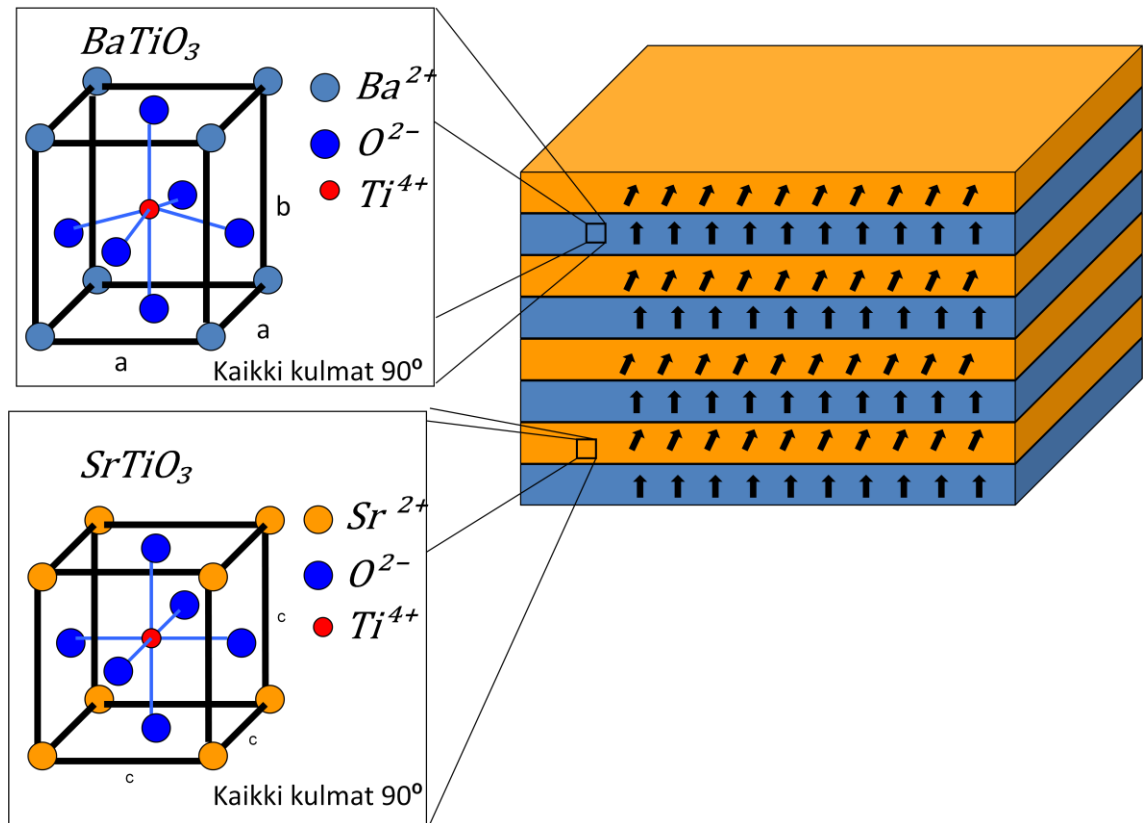 BaTiO₃
Ba²⁺
O²⁻
Ti⁴⁺
b
a
a
Kaikki kulmat 90º
SrTiO₃
Sr ²⁺
O²⁻
Ti⁴⁺
c
c
c
Kaikki kulmat 90º